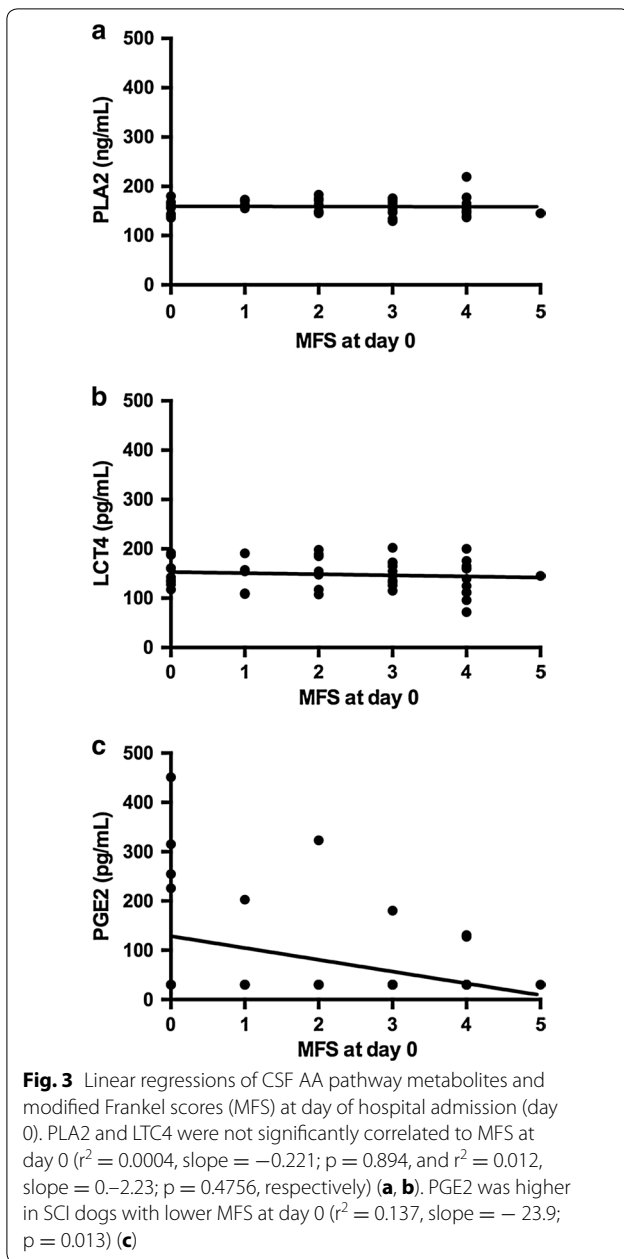 a
500
400
300
200
100
0
PLA2 (ng/mL)
0 1 2 3 4 5
MFS at day 0
b
500
400
300
200
100
0
LCT4 (pg/mL)
0 1 2 3 4 5
MFS at day 0
c
500
400
300
200
100
0
PGE2 (pg/mL)
0 1 2 3 4 5
MFS at day 0
Fig. 3 Linear regressions of CSF AA pathway metabolites and
modified Frankel scores (MFS) at day of hospital admission (day
0). PLA2 and LTC4 were not significantly correlated to MFS at
day 0 (r² = 0.0004, slope = −0.221; p = 0.894, and r² = 0.012,
slope = 0.–2.23; p = 0.4756, respectively) (a, b). PGE2 was higher
in SCI dogs with lower MFS at day 0 (r² = 0.137, slope = − 23.9;
p = 0.013) (c)